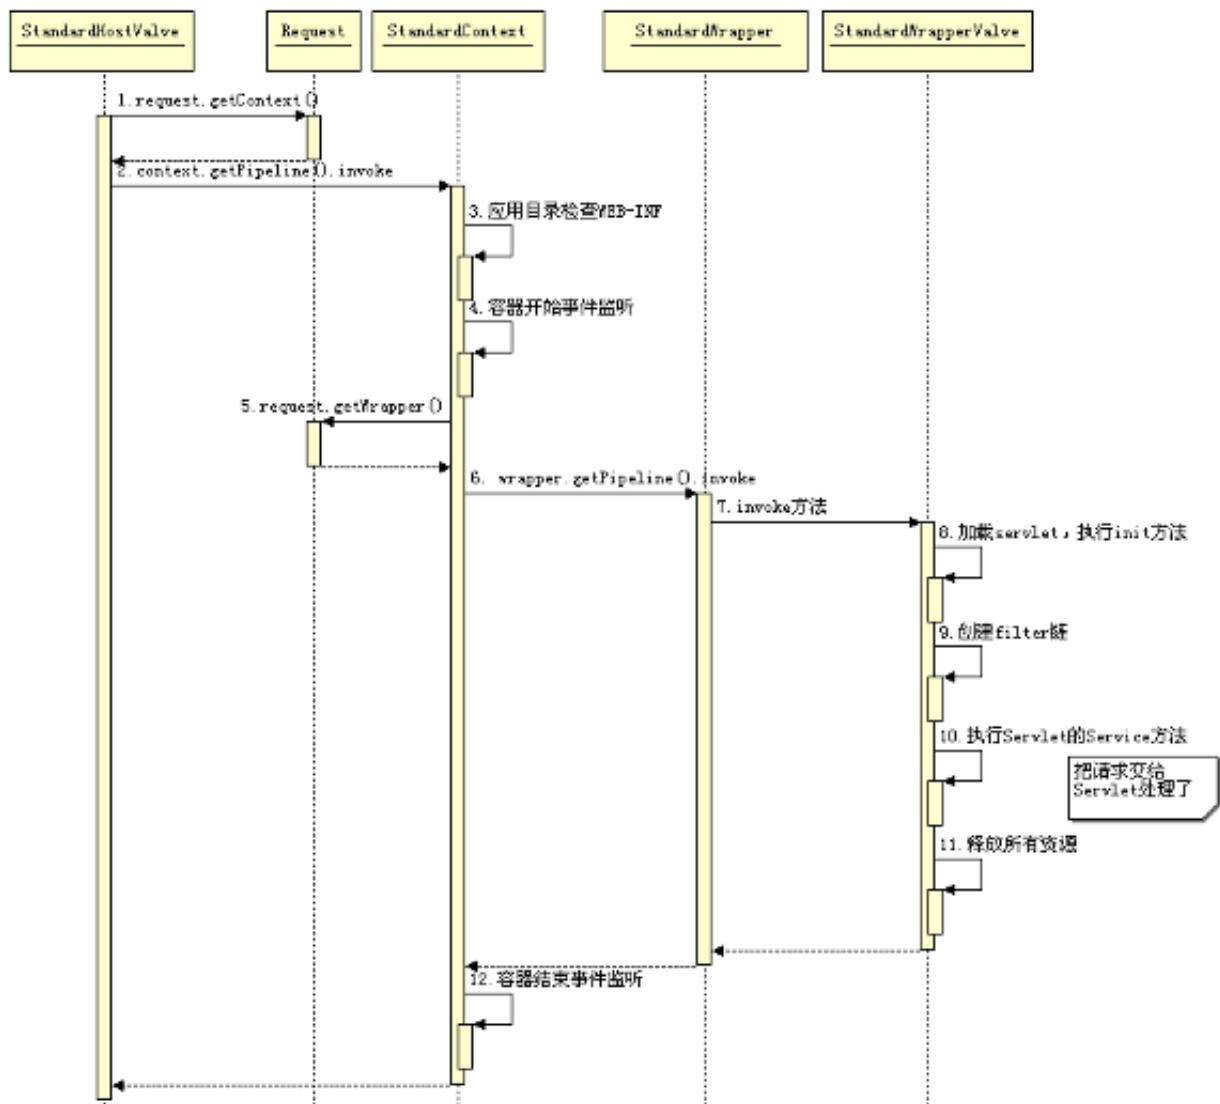 StandardHostValve
Request
StandardContext
StandardWrapper
StandardWrapperValve
1.request.getContext()
2.context.getPipeline().invoke
3.应用目录检查WEB-INF
4.容器开始事件监听
5.request.getWrapper()
6. wrapper.getPipeline().invoke
7.invoke方法
8.加载servlet，执行init方法
9.创建filter链
10.执行Servlet的Service方法
把请求交给
Servlet处理了
11.释放所有资源
12.容器结束事件监听